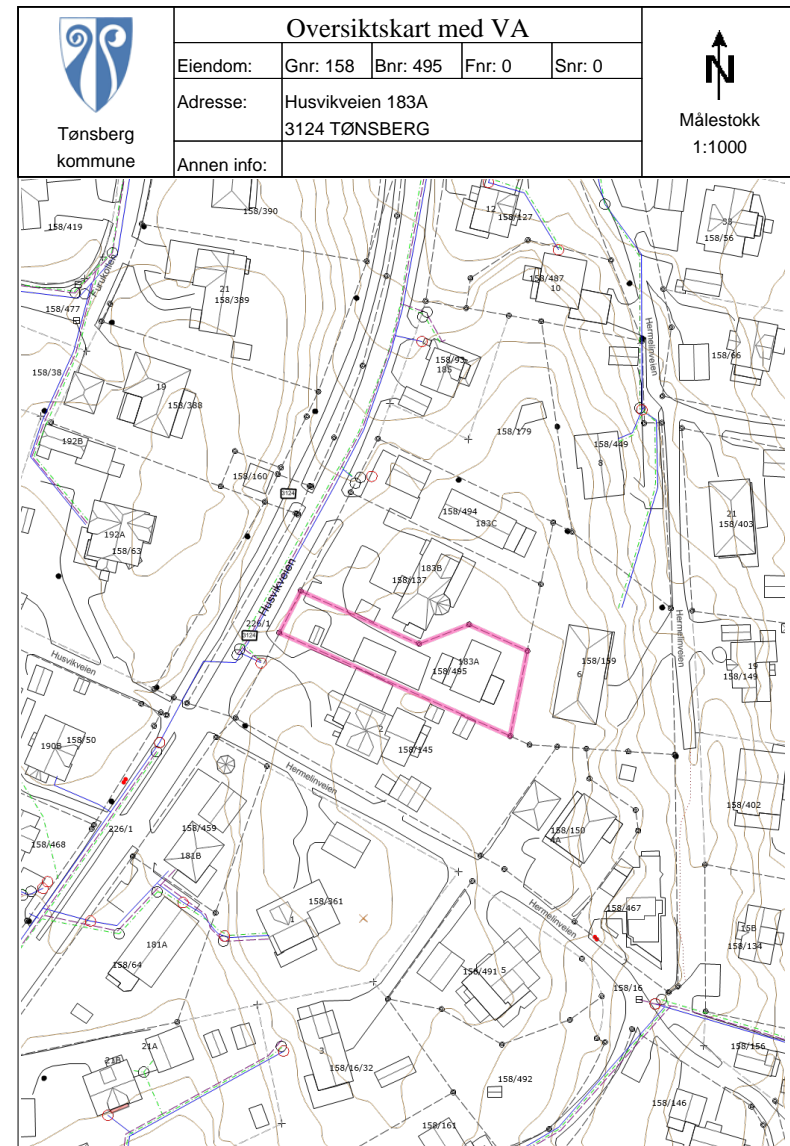 Oversiktskart med VA
Eiendom: Gnr: 158 Bnr: 495 Fnr: 0 Snr: 0
Adresse: Husvikveien 183A
3124 TØNSBERG
Annen info:
Tønsberg
kommune
N
Målestokk
1:1000
158/390
12
158/127
33
158/56
158/419
Furukollen
21
158/389
158/487
10
158/477
Hermelinveien
158/66
158/93
185
158/38
19
158/388
158/179
192B
158/449
8
158/160
3124
158/494
183C
21
158/403
192A
158/63
183B
158/137
Husvikveien
226/1
3124
Hermelinveien
158/159
6
183A
158/495
19
158/149
Husvikveien
2
158/145
158/50
190B
Hermelinveien
158/402
226/1
158/459
158/150
4A
158/468
181B
158/361
1
158/467
Hermelinveien
15B
158/134
181A
158/64
158/491
5
158/16
21A
21B
3
158/16/32
158/156
158/492
158/146
158/161